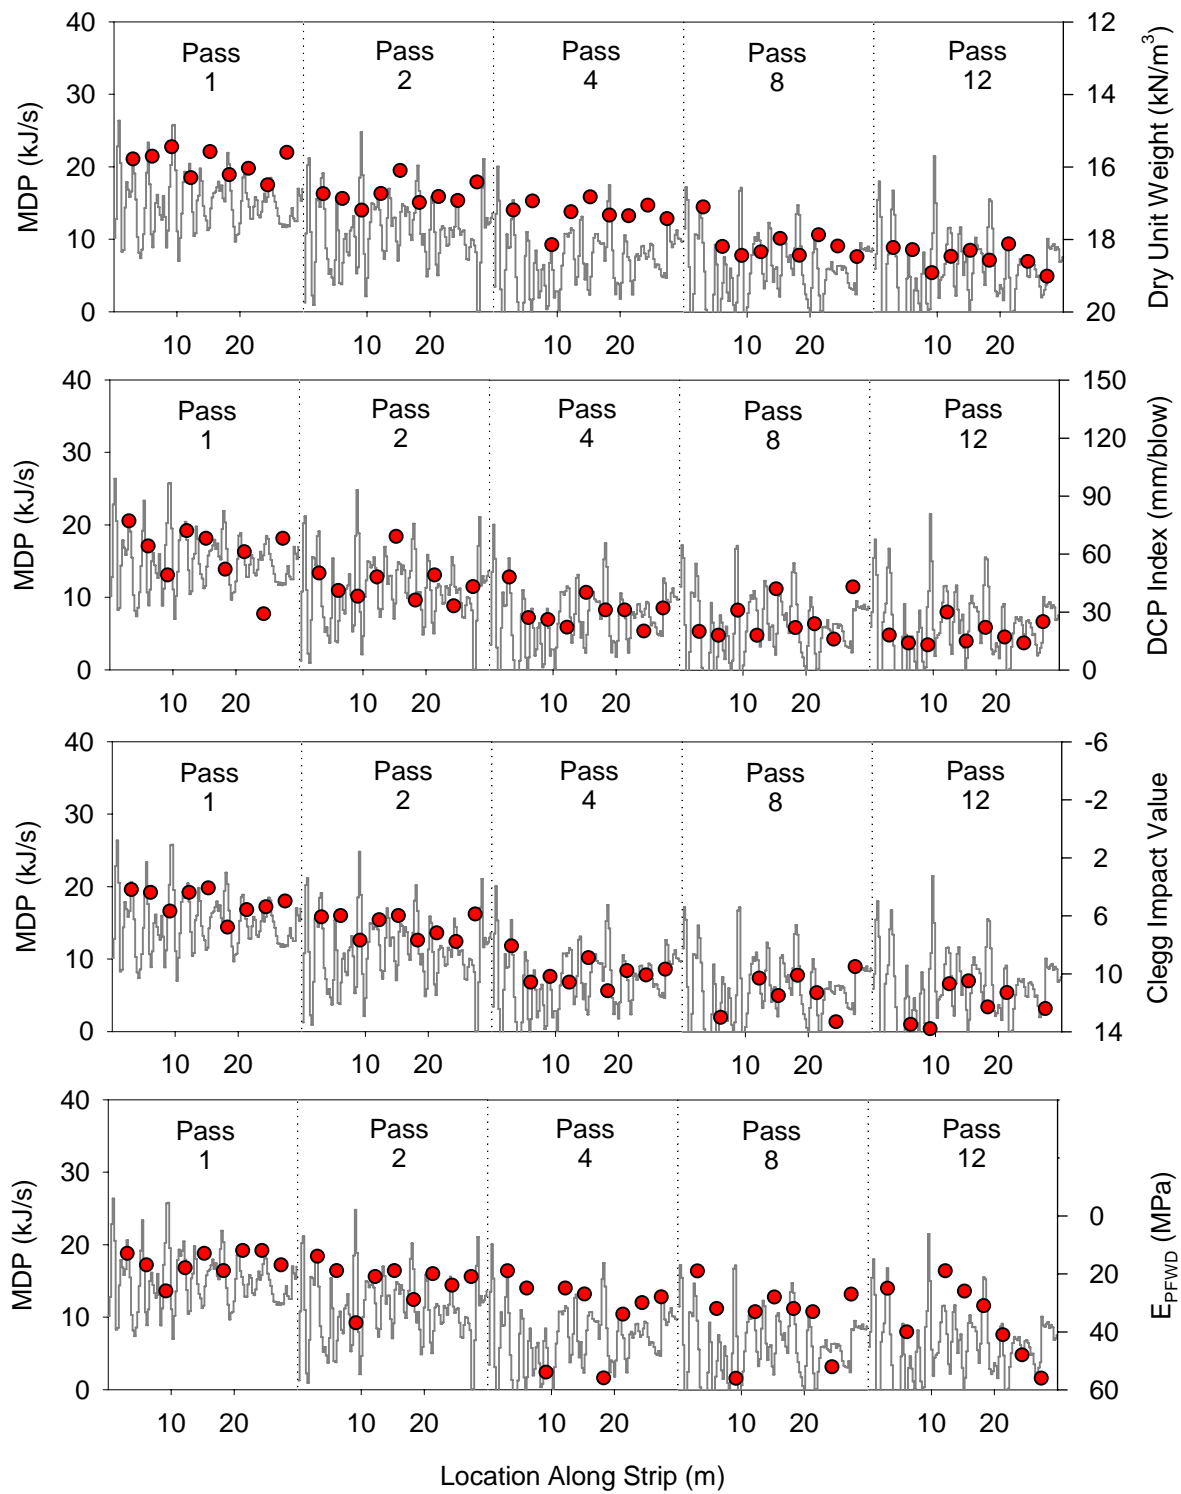 40
30
20
10
0
MDP (kJ/s)
Pass
1
Pass
2
Pass
4
Pass
8
Pass
12
12
14
16
18
20
Dry Unit Weight (kN/m³)
10 20 10 20 10 20 10 20 10 20
40
30
20
10
0
MDP (kJ/s)
Pass
1
Pass
2
Pass
4
Pass
8
Pass
12
150
120
90
60
30
0
DCP Index (mm/blow)
10 20 10 20 10 20 10 20 10 20
40
30
20
10
0
MDP (kJ/s)
Pass
1
Pass
2
Pass
4
Pass
8
Pass
12
-6
-2
2
6
10
14
Clegg Impact Value
10 20 10 20 10 20 10 20 10 20
40
30
20
10
0
MDP (kJ/s)
Pass
1
Pass
2
Pass
4
Pass
8
Pass
12
0
20
40
60
E_PFWD (MPa)
10 20 10 20 10 20 10 20 10 20
Location Along Strip (m)